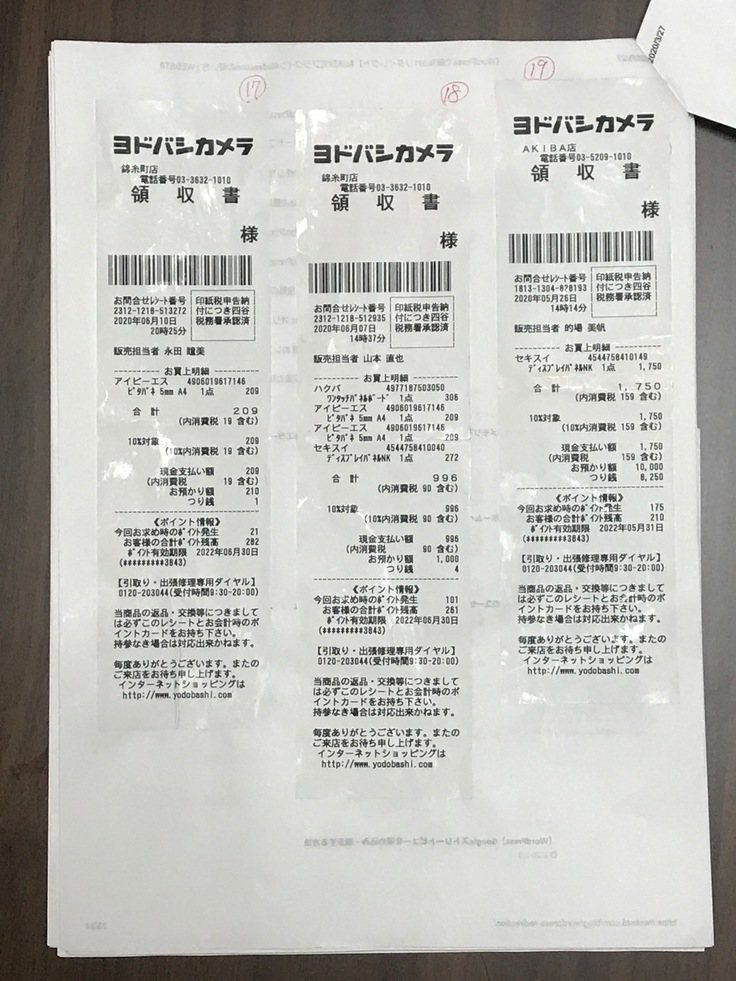 2020/3/27
⑰
ヨドバシカメラ
錦糸町店
電話番号03-3632-1010
領 収 書
様
お問合せﾚｼｰﾄ番号
2312-1218-513272
2020年06月10日
20時25分
印紙税申告納
付につき四谷
税務署承認済
販売担当者 永田 瞳美
お買上明細
アイピーエス 4906019617146
ピタパネ 5mm A4 1点 209
合 計 209
(内消費税 19 含む)
10%対象 209
(10%内消費税 19 含む)
現金支払い額 209
(内消費税 19 含む)
お預かり額 210
つり銭 1
《ポイント情報》
今回お求め時のﾎﾟｲﾝﾄ発生 21
お客様の合計ﾎﾟｲﾝﾄ残高 282
ﾎﾟｲﾝﾄ有効期限 2022年06月30日
(*********3843)
【引取り・出張修理専用ダイヤル】
0120-203044(受付時間9:30-20:00)
当商品の返品・交換等につきまして
は必ずこのレシートとお会計時のポ
イントカードをお持ち下さい。
持参なき場合は対応出来かねます。
毎度ありがとうございます。またの
ご来店をお待ち申し上げます。
インターネットショッピングは
http://www.yodobashi.com
⑱
ヨドバシカメラ
錦糸町店
電話番号03-3632-1010
領 収 書
様
お問合せﾚｼｰﾄ番号
2312-1218-512935
2020年06月07日
14時37分
印紙税申告納
付につき四谷
税務署承認済
販売担当者 山本 直也
お買上明細
ハクバ 4977187503050
ワンタッチパネルボード 1点 306
アイピーエス 4906019617146
ピタパネ 5mm A4 1点 209
アイピーエス 4906019617146
ピタパネ 5mm A4 1点 209
セキスイ 4544758410040
ディスプレイパネルNK 1点 272
合 計 996
(内消費税 90 含む)
10%対象 996
(10%内消費税 90 含む)
現金支払い額 996
(内消費税 90 含む)
お預かり額 1,000
つり銭 4
《ポイント情報》
今回お求め時のﾎﾟｲﾝﾄ発生 101
お客様の合計ﾎﾟｲﾝﾄ残高 261
ﾎﾟｲﾝﾄ有効期限 2022年06月30日
(*********3843)
【引取り・出張修理専用ダイヤル】
0120-203044(受付時間9:30-20:00)
当商品の返品・交換等につきまして
は必ずこのレシートとお会計時のポ
イントカードをお持ち下さい。
持参なき場合は対応出来かねます。
毎度ありがとうございます。またの
ご来店をお待ち申し上げます。
インターネットショッピングは
http://www.yodobashi.com
⑲
ヨドバシカメラ
AKIBA店
電話番号03-5209-1010
領 収 書
様
お問合せﾚｼｰﾄ番号
1813-1304-828193
2020年05月26日
14時14分
印紙税申告納
付につき四谷
税務署承認済
販売担当者 的場 美帆
お買上明細
セキスイ 4544758410149
ディスプレイパネルNK 1点 1,750
合 計 1,750
(内消費税 159 含む)
10%対象 1,750
(10%内消費税 159 含む)
現金支払い額 1,750
(内消費税 159 含む)
お預かり額 10,000
つり銭 8,250
《ポイント情報》
今回お求め時のﾎﾟｲﾝﾄ発生 175
お客様の合計ﾎﾟｲﾝﾄ残高 210
ﾎﾟｲﾝﾄ有効期限 2022年05月31日
(*********3843)
【引取り・出張修理専用ダイヤル】
0120-203044(受付時間9:30-20:00)
当商品の返品・交換等につきまして
は必ずこのレシートとお会計時のポ
イントカードをお持ち下さい。
持参なき場合は対応出来かねます。
毎度ありがとうございます。またの
ご来店をお待ち申し上げます。
インターネットショッピングは
http://www.yodobashi.com